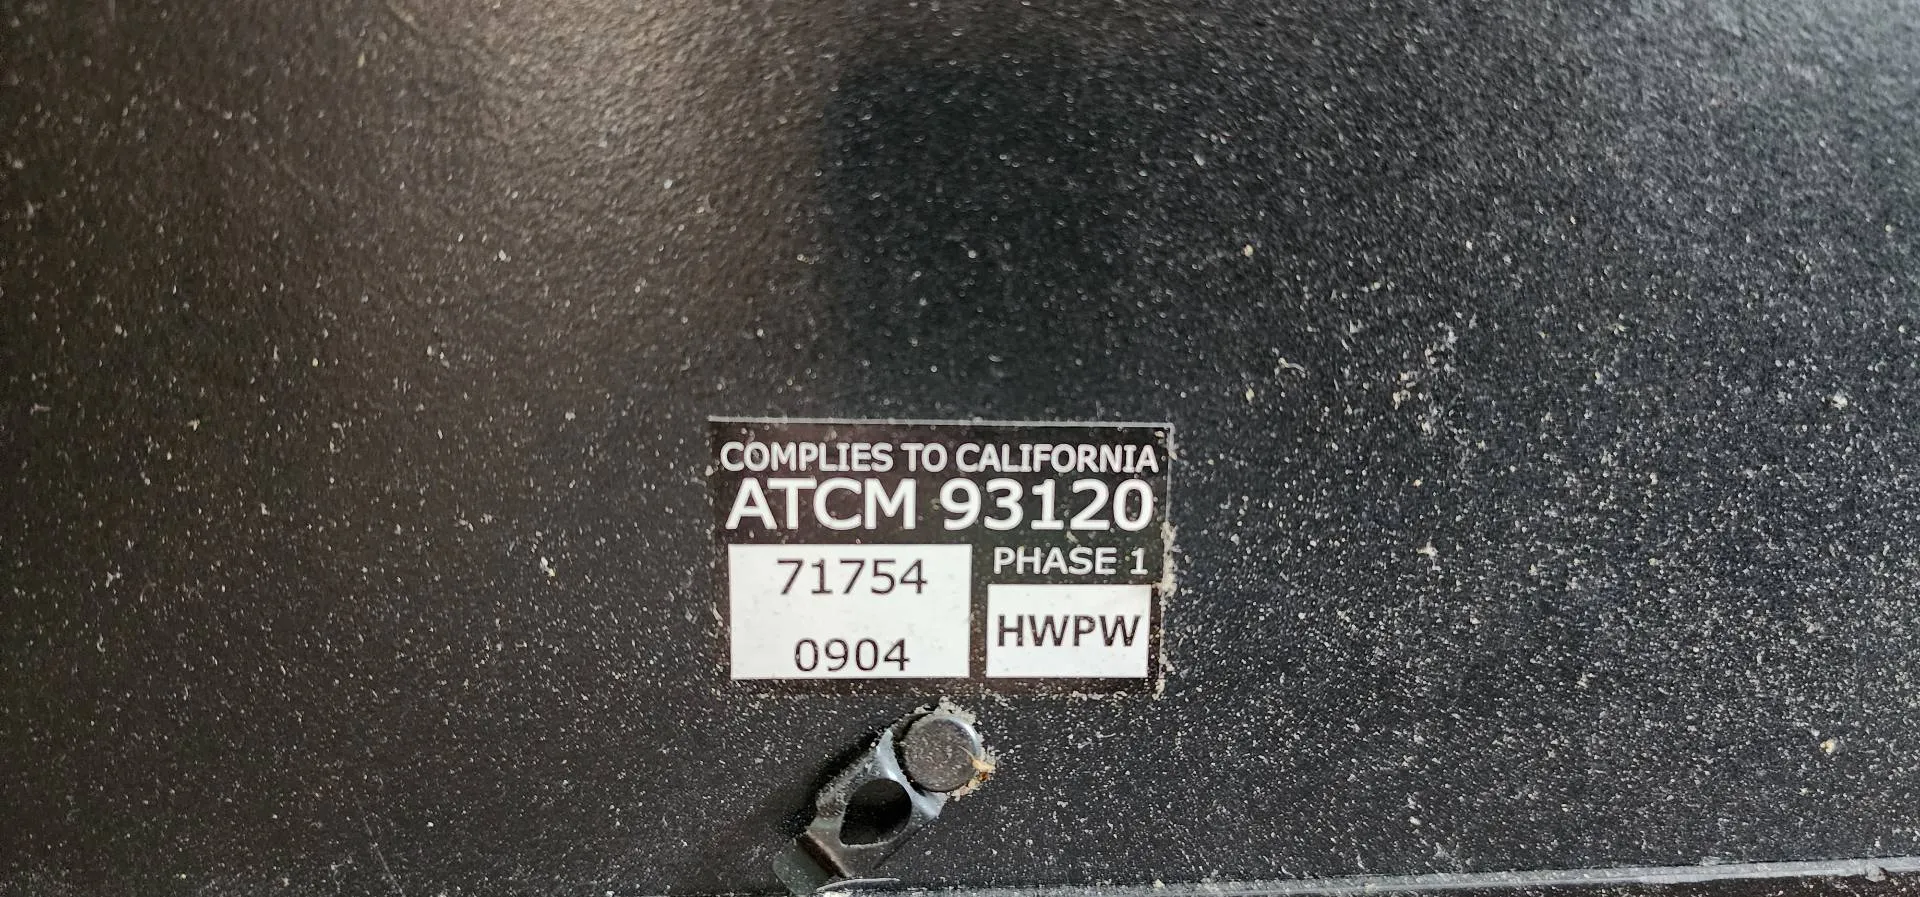 COMPLIES TO CALIFORNIA
ATCM 93120
PHASE 1
71754
0904
HWPW